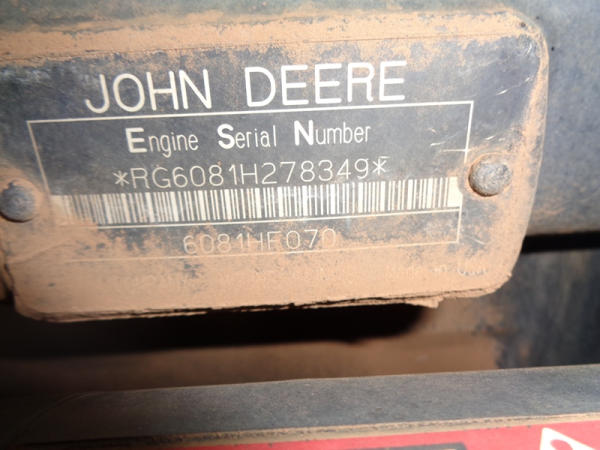 JOHN DEERE
Engine Serial Number
*RG6081H278349*
6081HF070